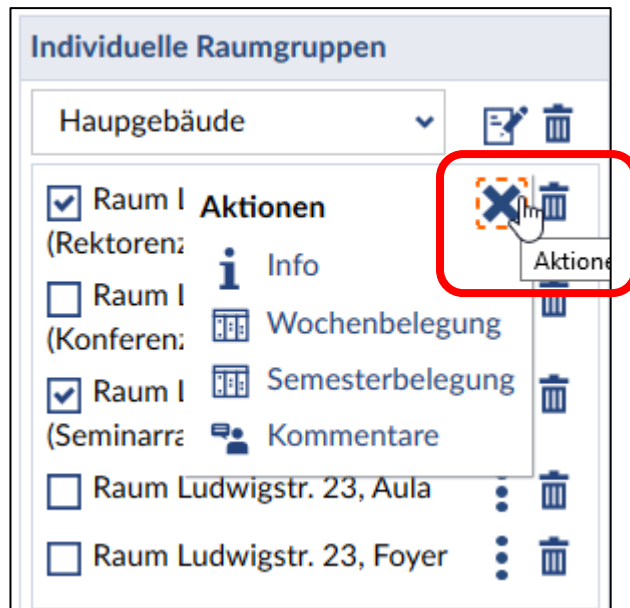 Individuelle Raumgruppen
Haupgebäude
Raum L
(Rektorenz
Aktionen
Aktione
Info
Raum L
(Konferenz
Wochenbelegung
Raum L
(Seminarra
Semesterbelegung
Kommentare
Raum Ludwigstr. 23, Aula
Raum Ludwigstr. 23, Foyer